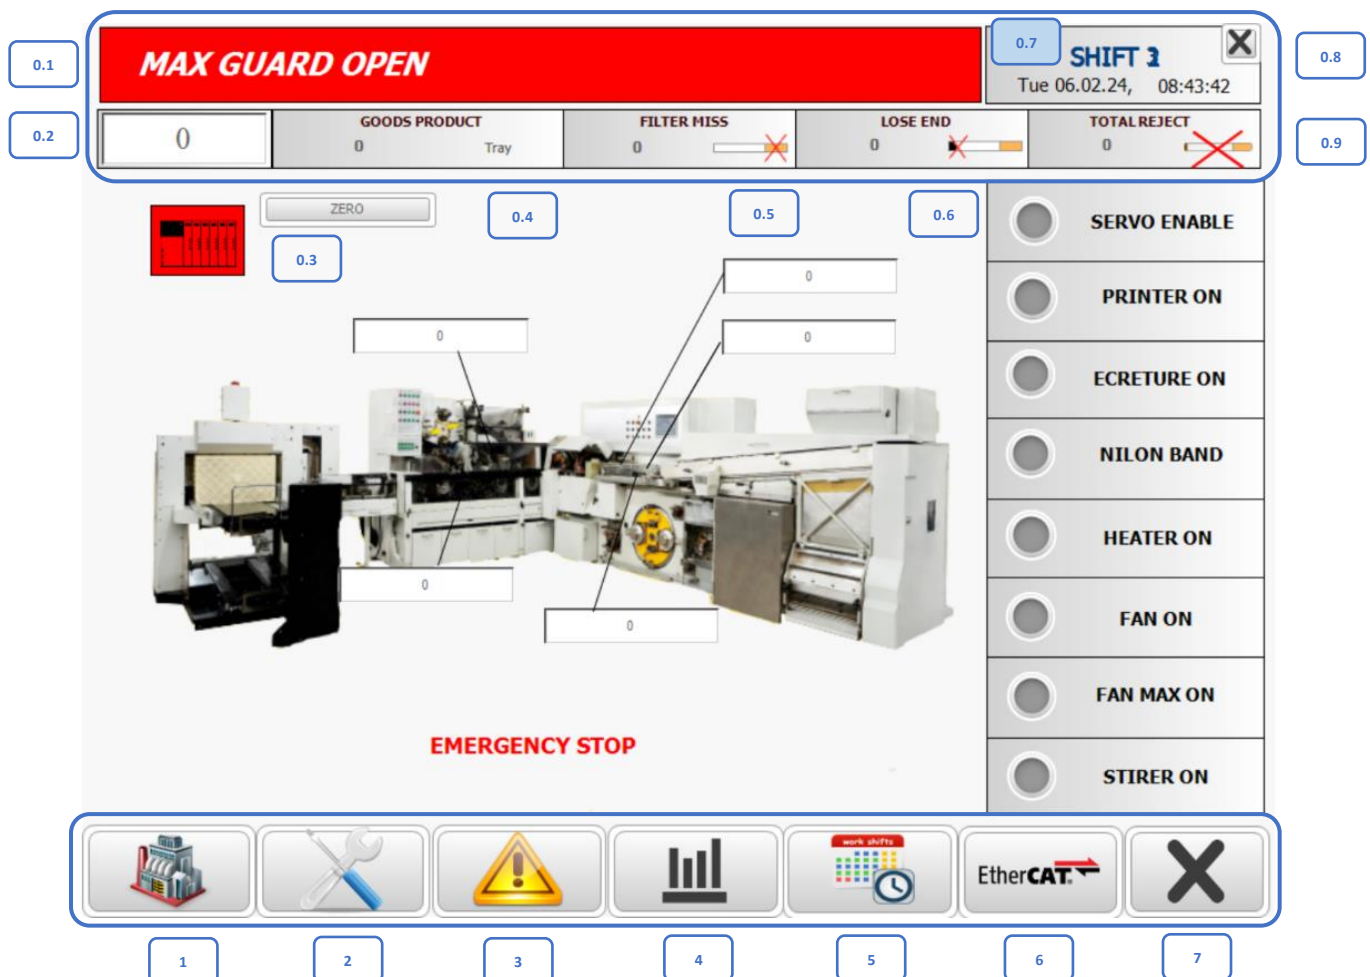 0.1
MAX GUARD OPEN
0.7
SHIFT
Tue 06.02.24, 08:43:42
0.8
0.2
0
GOODS PRODUCT
0 Tray
FILTER MISS
0
LOSE END
0
TOTAL REJECT
0
0.9
ZERO
0.3
0.4
0.5
0.6
0
0
0
0
0
EMERGENCY STOP
SERVO ENABLE
PRINTER ON
ECRETURE ON
NILON BAND
HEATER ON
FAN ON
FAN MAX ON
STIRER ON
work shifts
EtherCAT.
1
2
3
4
5
6
7